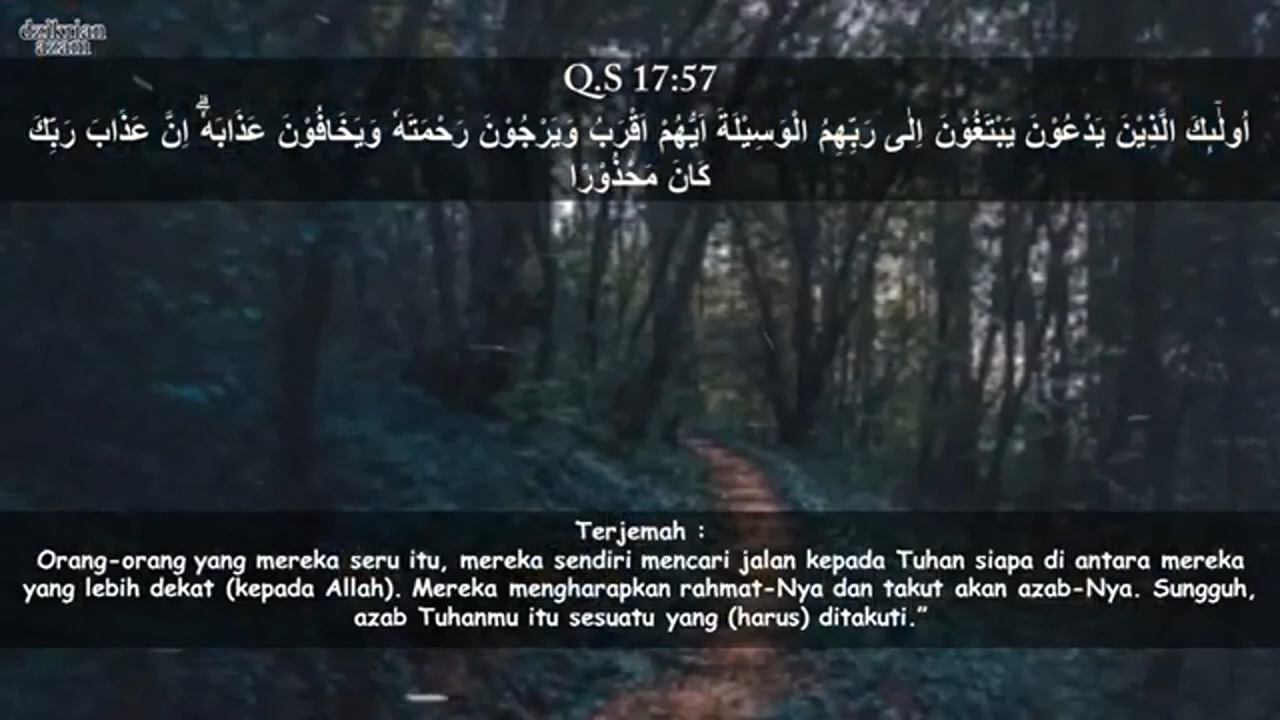 dzikrian
azam
Q.S 17:57
اُولٰۤىِٕكَ الَّذِيْنَ يَدْعُوْنَ يَبْتَغُوْنَ اِلٰى رَبِّهِمُ الْوَسِيْلَةَ اَيُّهُمْ اَقْرَبُ وَيَرْجُوْنَ رَحْمَتَهٗ وَيَخَافُوْنَ عَذَابَهٗۗ اِنَّ عَذَابَ رَبِّكَ
كَانَ مَحْذُوْرًا
Terjemah :
Orang-orang yang mereka seru itu, mereka sendiri mencari jalan kepada Tuhan siapa di antara mereka
yang lebih dekat (kepada Allah). Mereka mengharapkan rahmat-Nya dan takut akan azab-Nya. Sungguh,
azab Tuhanmu itu sesuatu yang (harus) ditakuti.”